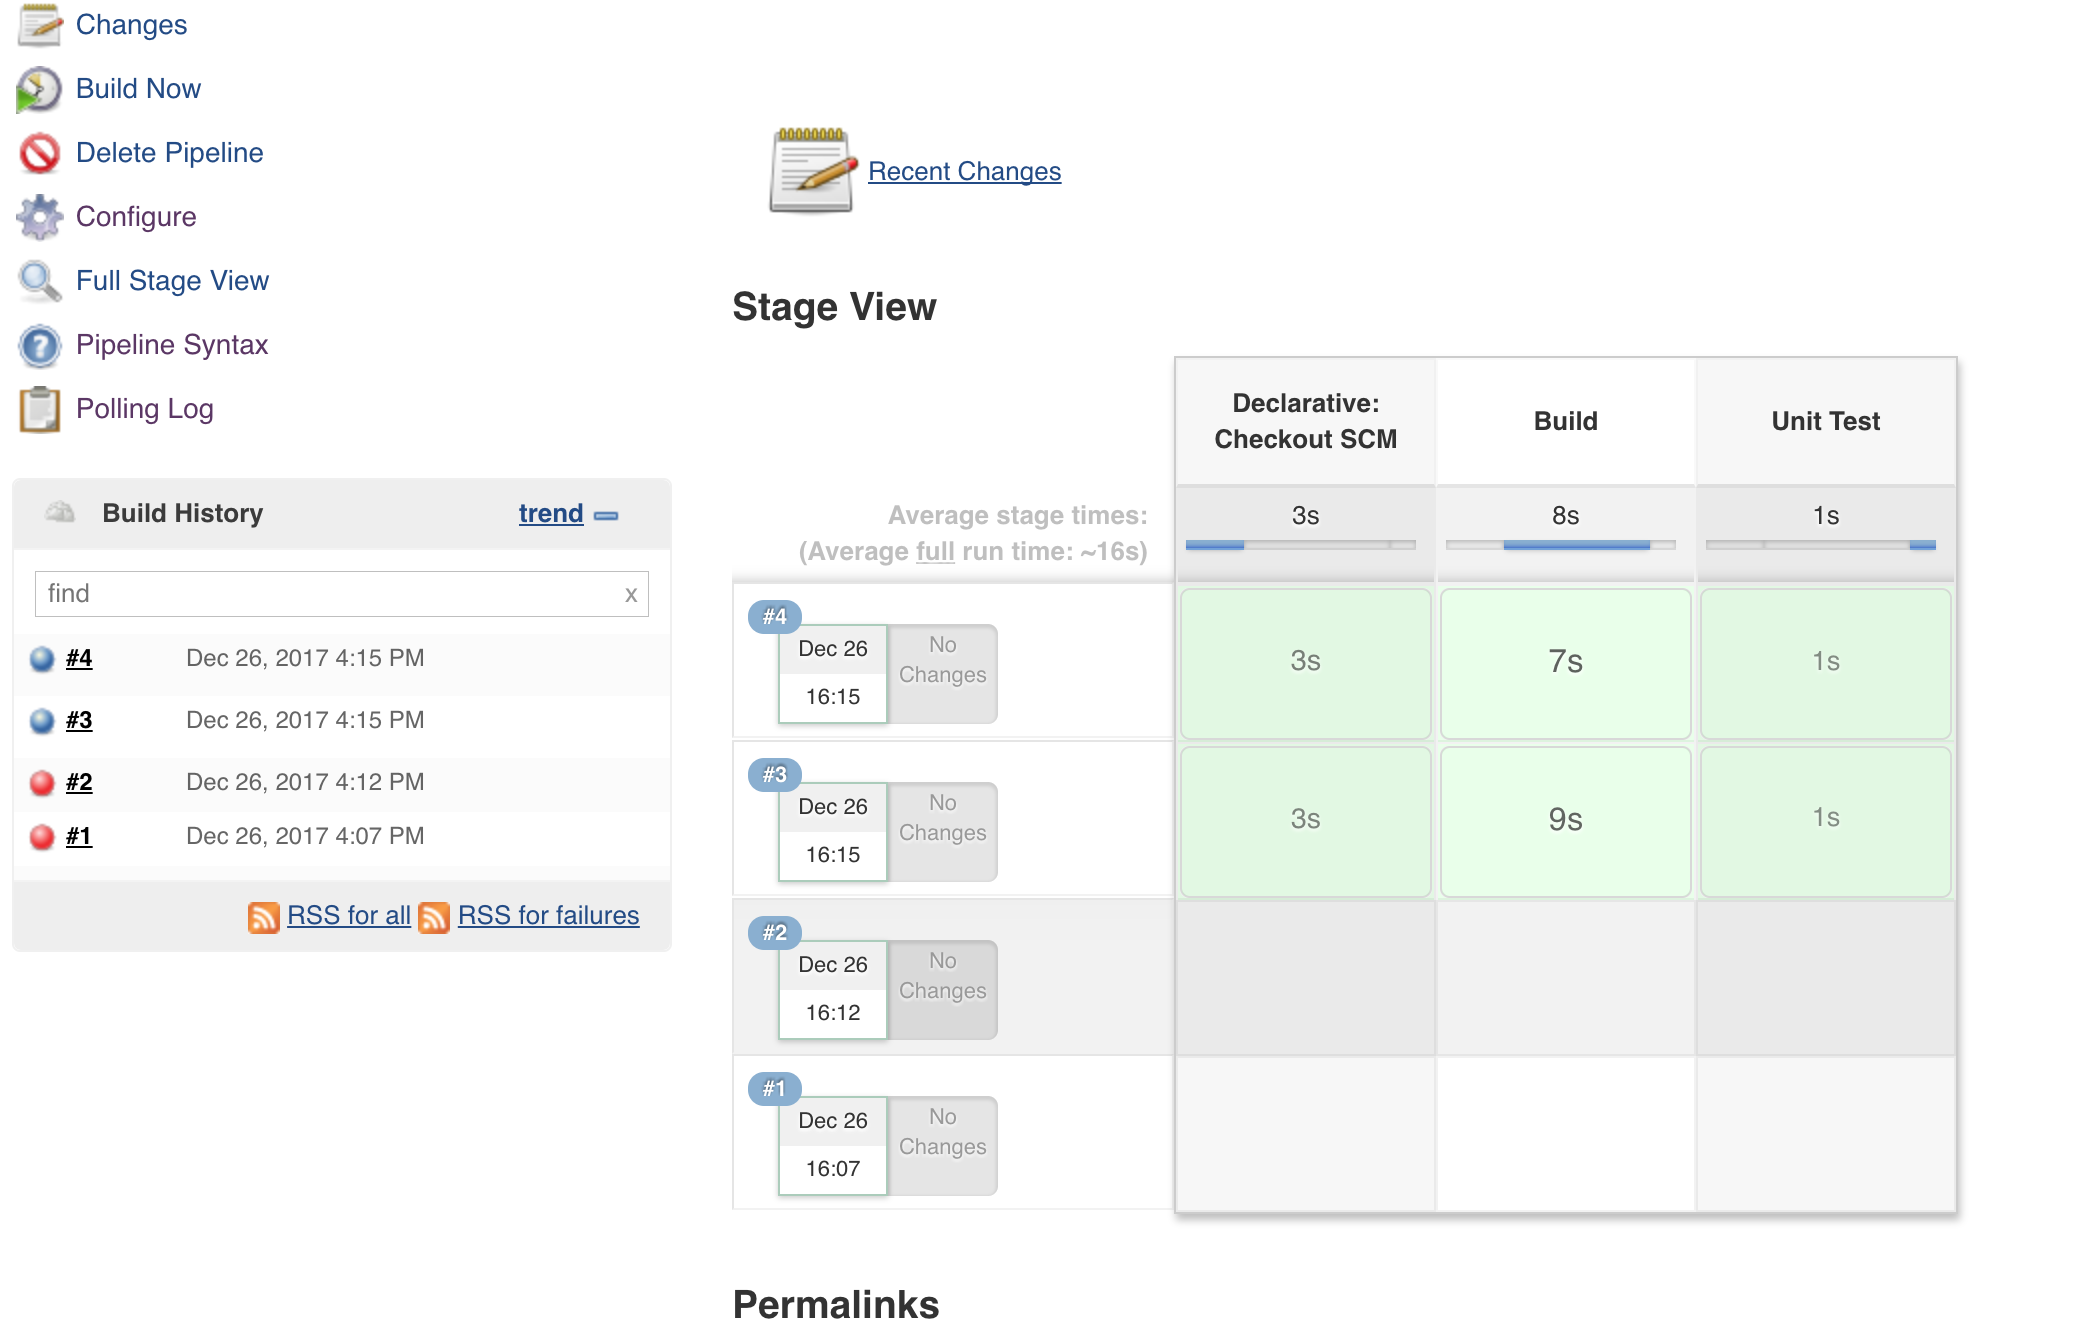 Changes
Build Now
Delete Pipeline
Configure
Full Stage View
Pipeline Syntax
Polling Log
Build History
trend
find
x
#4 Dec 26, 2017 4:15 PM
#3 Dec 26, 2017 4:15 PM
#2 Dec 26, 2017 4:12 PM
#1 Dec 26, 2017 4:07 PM
RSS for all RSS for failures
Recent Changes
Stage View
Declarative:
Checkout SCM
Build
Unit Test
Average stage times:
(Average full run time: ~16s)
3s
8s
1s
#4
Dec 26
16:15
No
Changes
3s
7s
1s
#3
Dec 26
16:15
No
Changes
3s
9s
1s
#2
Dec 26
16:12
No
Changes
#1
Dec 26
16:07
No
Changes
Permalinks